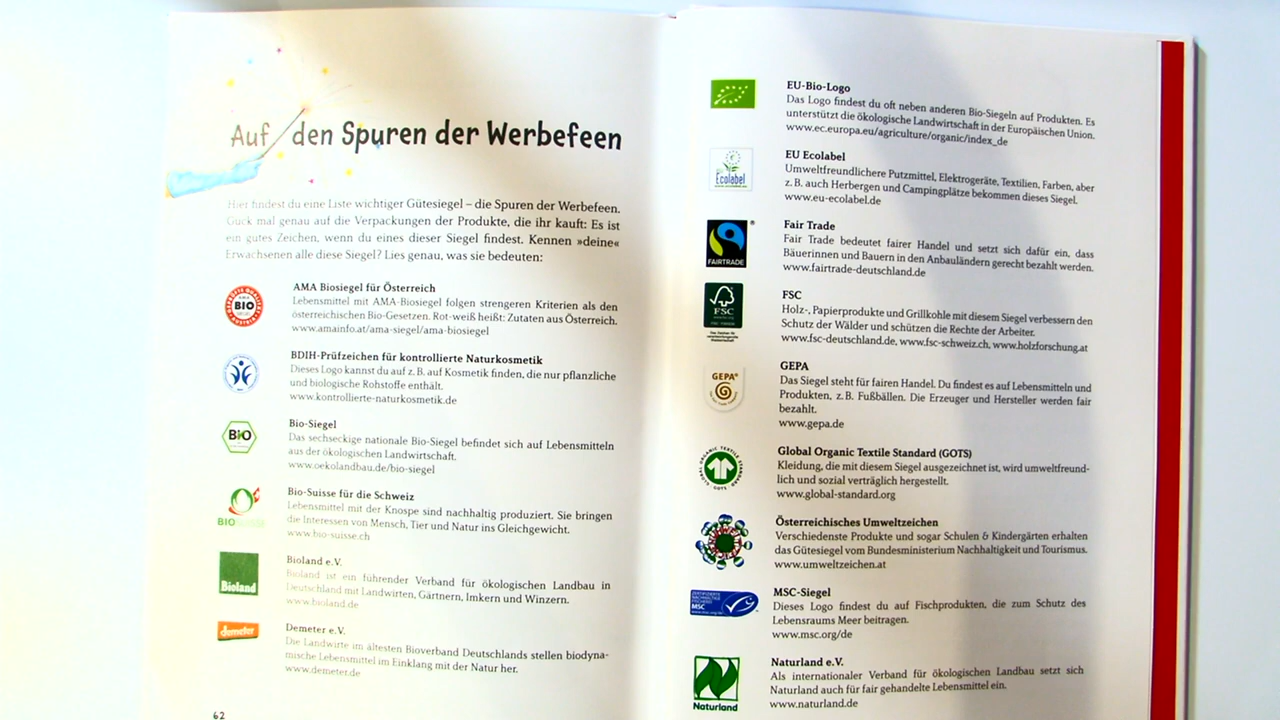 Auf den Spuren der Werbefeen
Hier findest du eine Liste wichtiger Gütesiegel – die Spuren der Werbefeen.
Guck mal genau auf die Verpackungen der Produkte, die ihr kauft: Es ist
ein gutes Zeichen, wenn du eines dieser Siegel findest. Kennen »deine«
Erwachsenen alle diese Siegel? Lies genau, was sie bedeuten:
AMA
BIO
AMA Biosiegel für Österreich
Lebensmittel mit AMA-Biosiegel folgen strengeren Kriterien als den
österreichischen Bio-Gesetzen. Rot-weiß heißt: Zutaten aus Österreich.
www.amainfo.at/ama-siegel/ama-biosiegel
BDIH-Prüfzeichen für kontrollierte Naturkosmetik
Dieses Logo kannst du auf z. B. auf Kosmetik finden, die nur pflanzliche
und biologische Rohstoffe enthält.
www.kontrollierte-naturkosmetik.de
BIO
Bio-Siegel
Das sechseckige nationale Bio-Siegel befindet sich auf Lebensmitteln
aus der ökologischen Landwirtschaft.
www.oekolandbau.de/bio-siegel
BIO
Bio-Suisse für die Schweiz
Lebensmittel mit der Knospe sind nachhaltig produziert. Sie bringen
die Interessen von Mensch, Tier und Natur ins Gleichgewicht.
www.bio-suisse.ch
Bioland
Bioland e.V.
Bioland ist ein führender Verband für ökologischen Landbau in
Deutschland mit Landwirten, Gärtnern, Imkern und Winzern.
www.bioland.de
demeter
Demeter e.V.
Die Landwirte im ältesten Bioverband Deutschlands stellen biodyna-
mische Lebensmittel im Einklang mit der Natur her.
www.demeter.de
62
EU-Bio-Logo
Das Logo findest du oft neben anderen Bio-Siegeln auf Produkten. Es
unterstützt die ökologische Landwirtschaft in der Europäischen Union.
www.ec.europa.eu/agriculture/organic/index_de
Ecolabel
EU Ecolabel
Umweltfreundlichere Putzmittel, Elektrogeräte, Textilien, Farben, aber
z. B. auch Herbergen und Campingplätze bekommen dieses Siegel.
www.eu-ecolabel.de
FAIRTRADE
Fair Trade
Fair Trade bedeutet fairer Handel und setzt sich dafür ein, dass
Bäuerinnen und Bauern in den Anbauländern gerecht bezahlt werden.
www.fairtrade-deutschland.de
FSC
FSC
Holz-, Papierprodukte und Grillkohle mit diesem Siegel verbessern den
Schutz der Wälder und schützen die Rechte der Arbeiter.
www.fsc-deutschland.de, www.fsc-schweiz.ch, www.holzforschung.at
GEPA
GEPA
Das Siegel steht für fairen Handel. Du findest es auf Lebensmitteln und
Produkten, z. B. Fußbällen. Die Erzeuger und Hersteller werden fair
bezahlt.
www.gepa.de
GLOBAL ORGANIC TEXTILE STANDARD
GOTS
Global Organic Textile Standard (GOTS)
Kleidung, die mit diesem Siegel ausgezeichnet ist, wird umweltfreund-
lich und sozial verträglich hergestellt.
www.global-standard.org
Österreichisches Umweltzeichen
Verschiedenste Produkte und sogar Schulen & Kindergärten erhalten
das Gütesiegel vom Bundesministerium Nachhaltigkeit und Tourismus.
www.umweltzeichen.at
ZERTIFIZIERTE
NACHHALTIGE
FISCHEREI
MSC
MSC-Siegel
Dieses Logo findest du auf Fischprodukten, die zum Schutz des
Lebensraums Meer beitragen.
www.msc.org/de
Naturland
Naturland e.V.
Als internationaler Verband für ökologischen Landbau setzt sich
Naturland auch für fair gehandelte Lebensmittel ein.
www.naturland.de